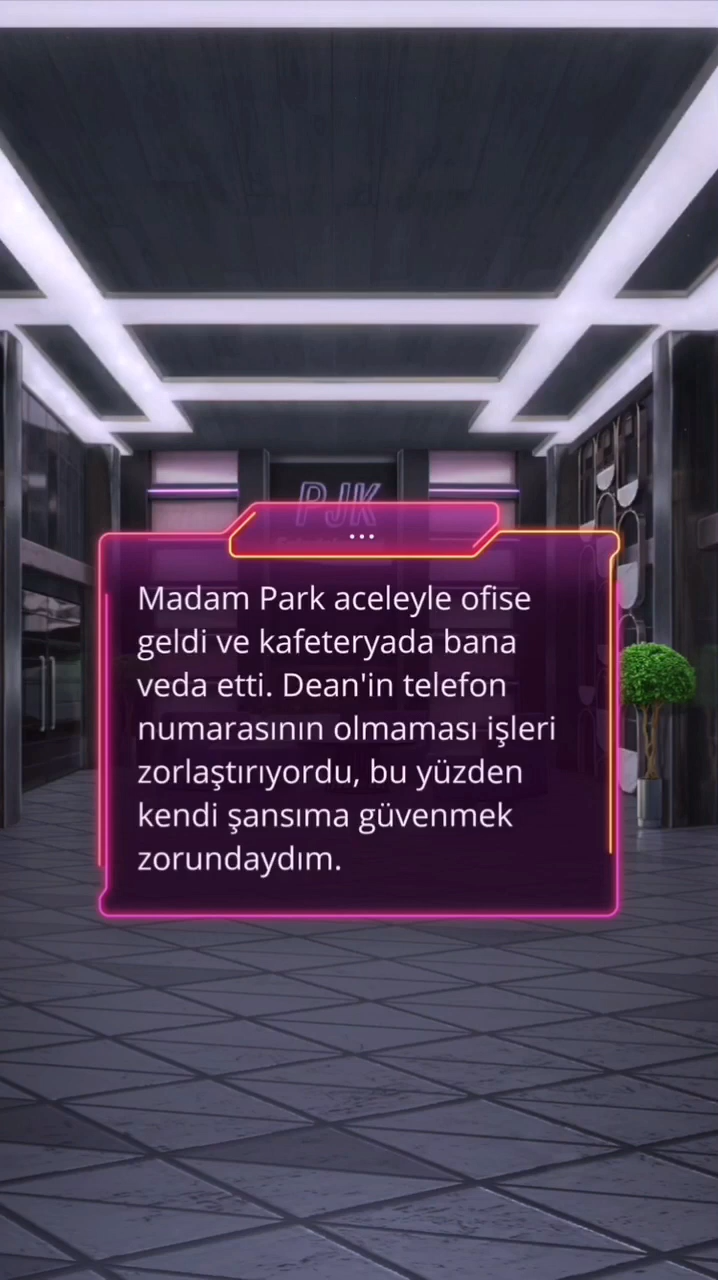 PJK
...
Madam Park aceleyle ofise
geldi ve kafeteryada bana
veda etti. Dean'in telefon
numarasının olmaması işleri
zorlaştırıyordu, bu yüzden
kendi şansıma güvenmek
zorundaydım.